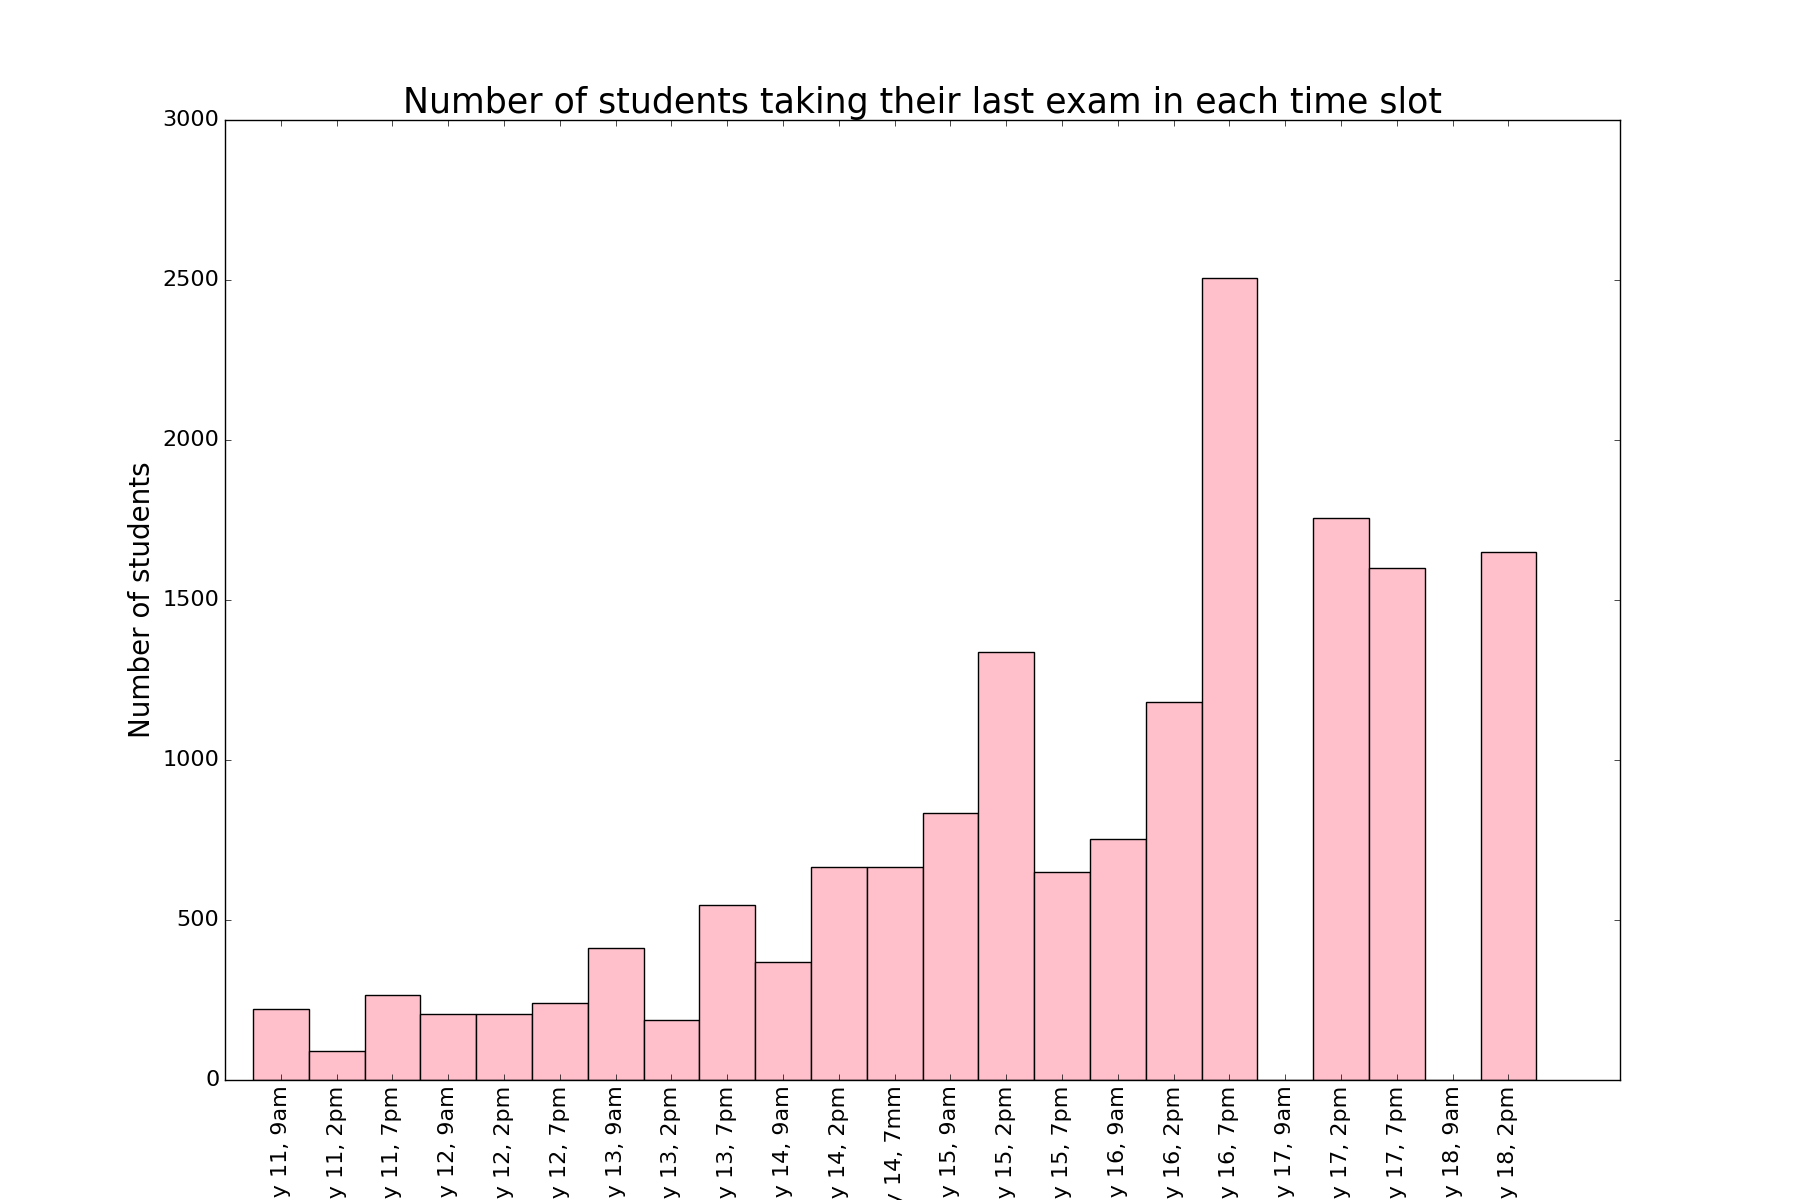 Number of students taking their last exam in each time slot
3000
2500
2000
1500
1000
500
0
Number of students
y 11, 9am
y 11, 2pm
y 11, 7pm
y 12, 9am
y 12, 2pm
y 12, 7pm
y 13, 9am
y 13, 2pm
y 13, 7pm
y 14, 9am
y 14, 2pm
y 14, 7mm
y 15, 9am
y 15, 2pm
y 15, 7pm
y 16, 9am
y 16, 2pm
y 16, 7pm
y 17, 9am
y 17, 2pm
y 17, 7pm
y 18, 9am
y 18, 2pm